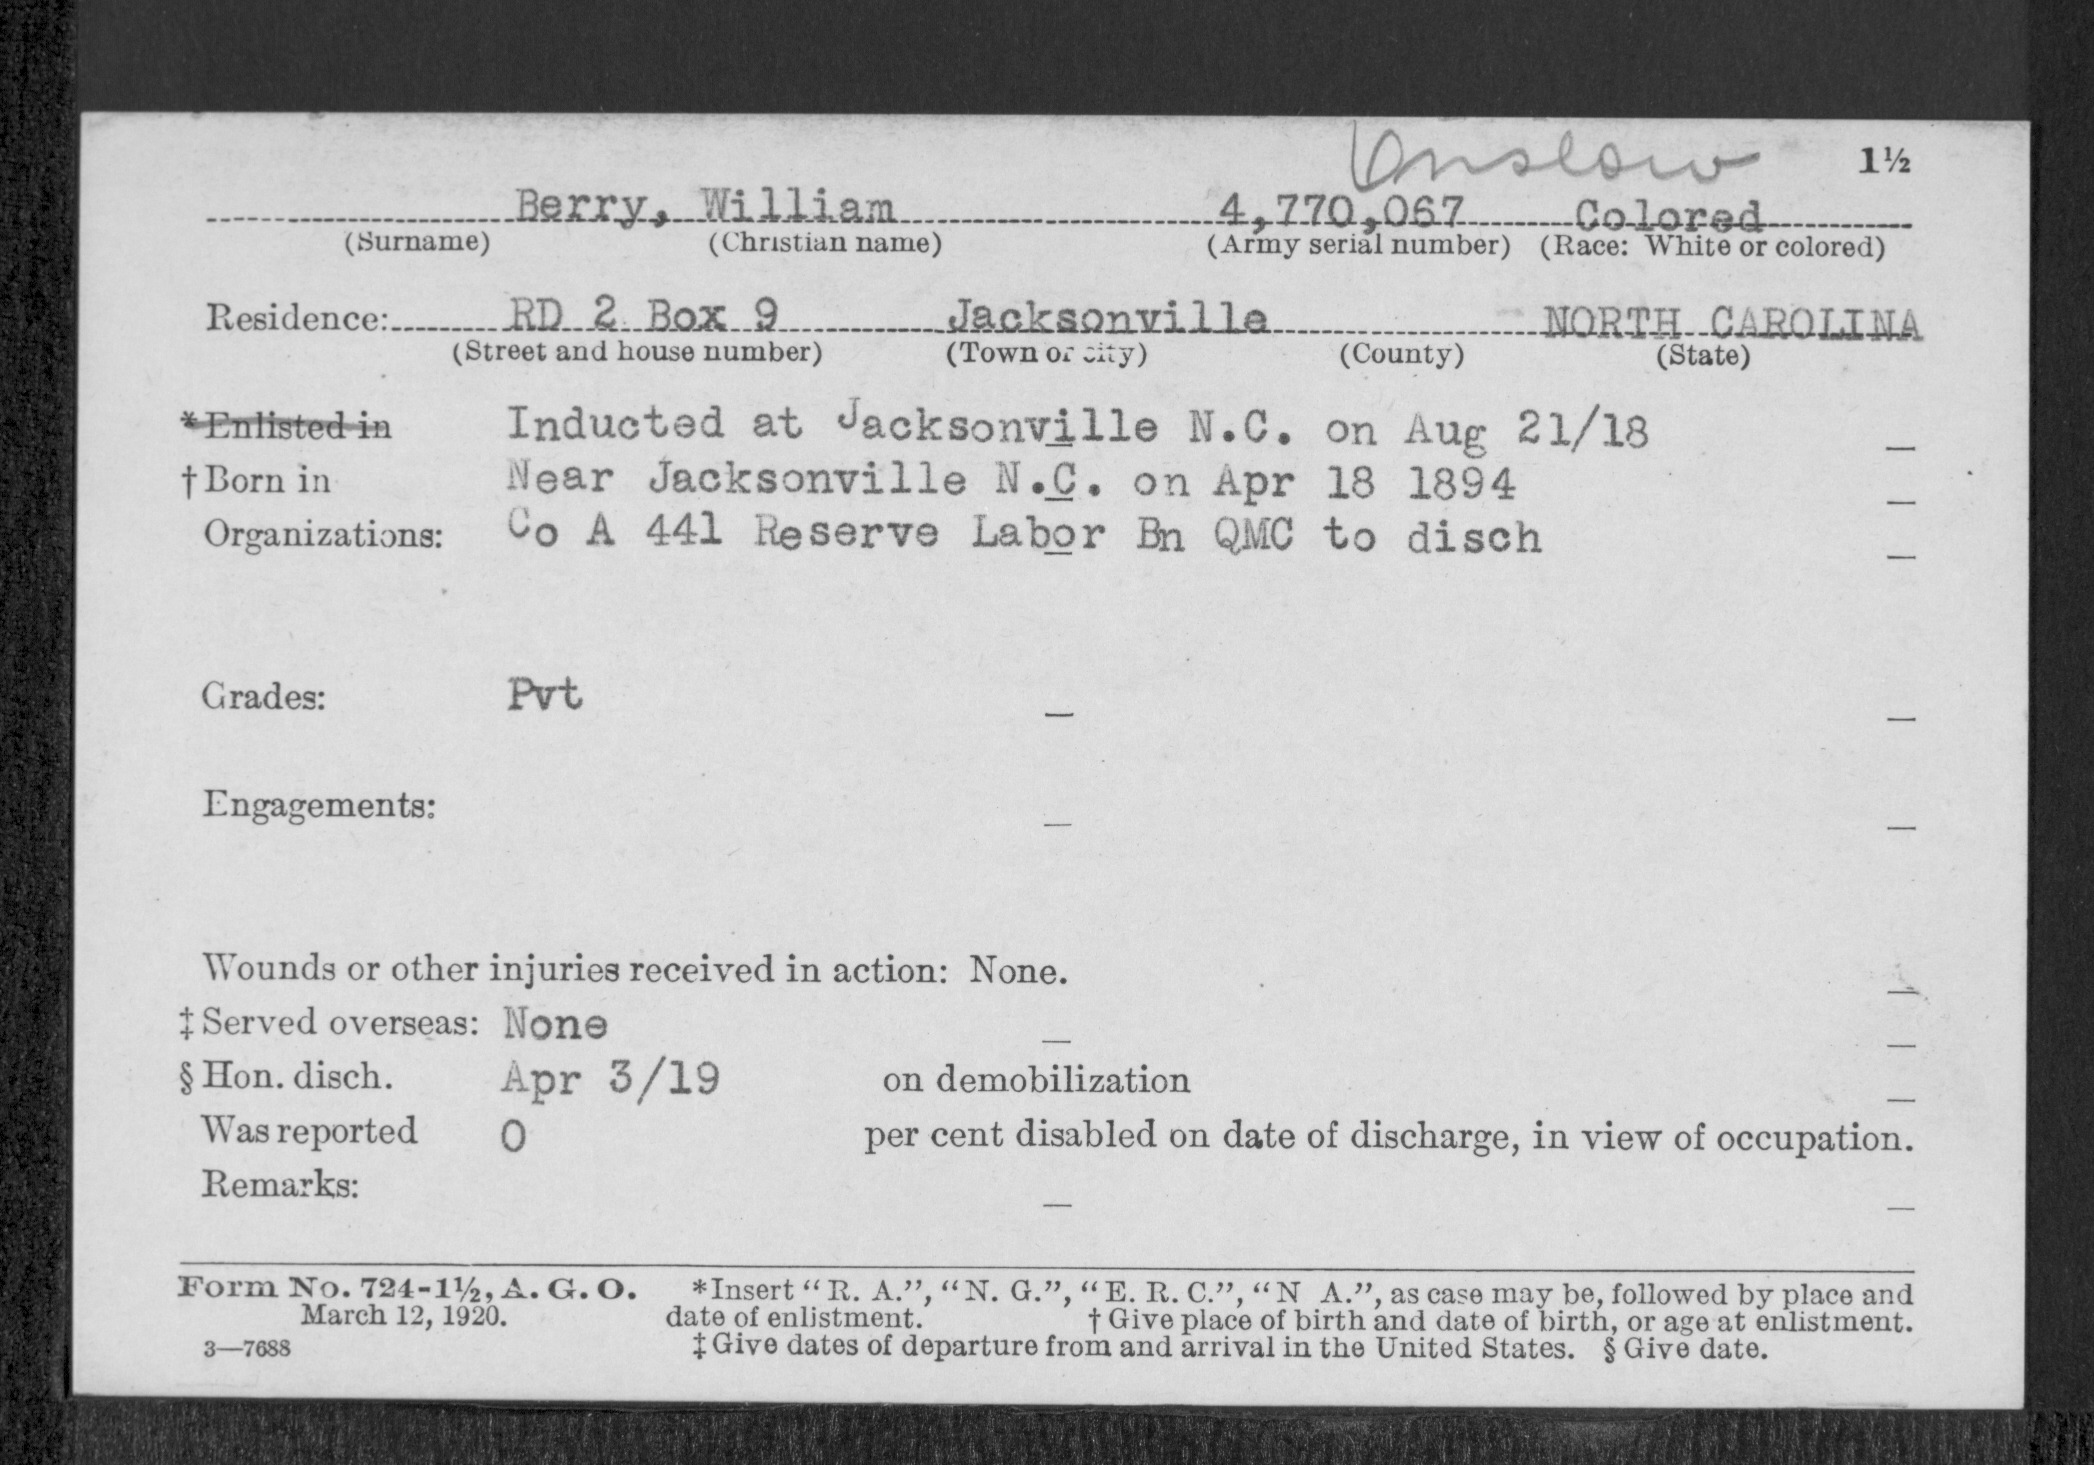 Onslow
1½
Berry, William 4,770,067 Colored
(Surname) (Christian name) (Army serial number) (Race: White or colored)
Residence: RD 2 Box 9 Jacksonville NORTH CAROLINA
(Street and house number) (Town or city) (County) (State)
*Enlisted in Inducted at Jacksonville N.C. on Aug 21/18
†Born in Near Jacksonville N.C. on Apr 18 1894
Organizations: Co A 441 Reserve Labor Bn QMC to disch
Grades: Pvt
Engagements:
Wounds or other injuries received in action: None.
‡Served overseas: None
§Hon. disch. Apr 3/19 on demobilization
Was reported 0 per cent disabled on date of discharge, in view of occupation.
Remarks:
Form No. 724-1½, A. G. O. *Insert "R. A.", "N. G.", "E. R. C.", "N A.", as case may be, followed by place and
March 12, 1920. date of enlistment. †Give place of birth and date of birth, or age at enlistment.
3—7688 ‡Give dates of departure from and arrival in the United States. §Give date.